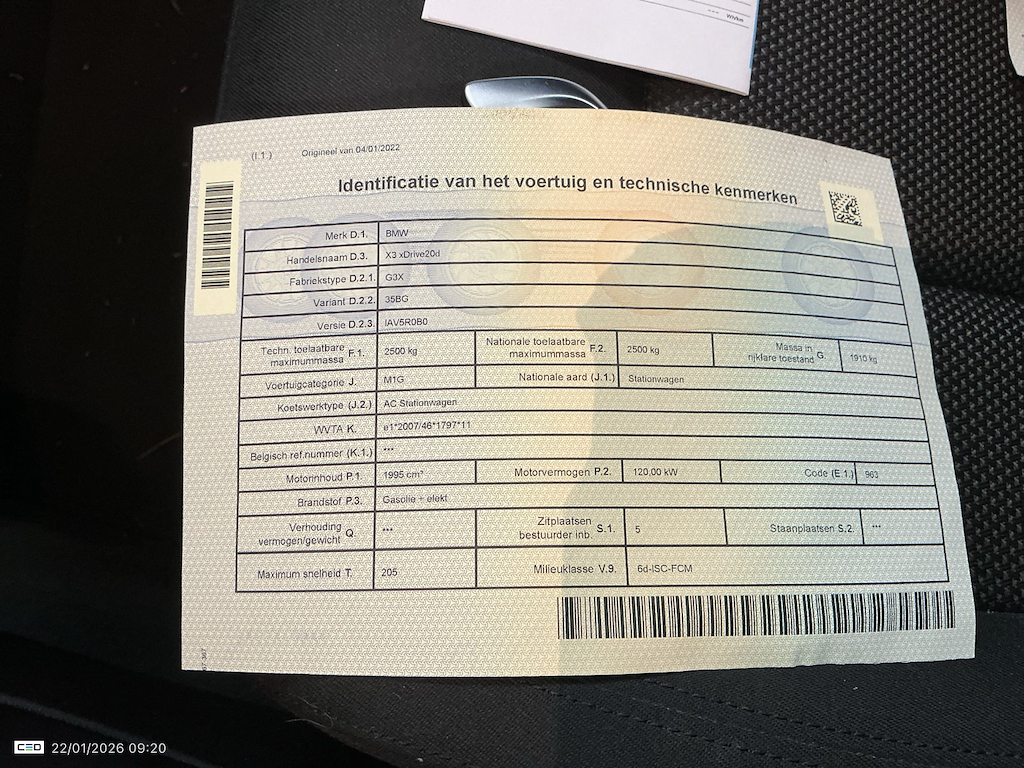 Wl/km
(I.1.) Origineel van 04/01/2022
Identificatie van het voertuig en technische kenmerken
Merk D.1. BMW
Handelsnaam D.3. X3 xDrive20d
Fabriekstype D.2.1. G3X
Variant D.2.2. 35BG
Versie D.2.3. IAV5R0B0
Techn. toelaatbare maximummassa F.1. 2500 kg Nationale toelaatbare maximummassa F.2. 2500 kg Massa in rijklare toestand G. 1910 kg
Voertuigcategorie J. M1G Nationale aard (J.1.) Stationwagen
Koetswerktype (J.2.) AC Stationwagen
WVTA K. e1*2007/46*1797*11
Belgisch ref.nummer (K.1.) ***
Motorinhoud P.1. 1995 cm³ Motorvermogen P.2. 120,00 kW Code (E.1.) 963
Brandstof P.3. Gasolie + elekt
Verhouding vermogen/gewicht Q. *** Zitplaatsen bestuurder inb. S.1. 5 Staanplaatsen S.2. ***
Maximum snelheid T. 205 Milieuklasse V.9. 6d-ISC-FCM
CEO 22/01/2026 09:20